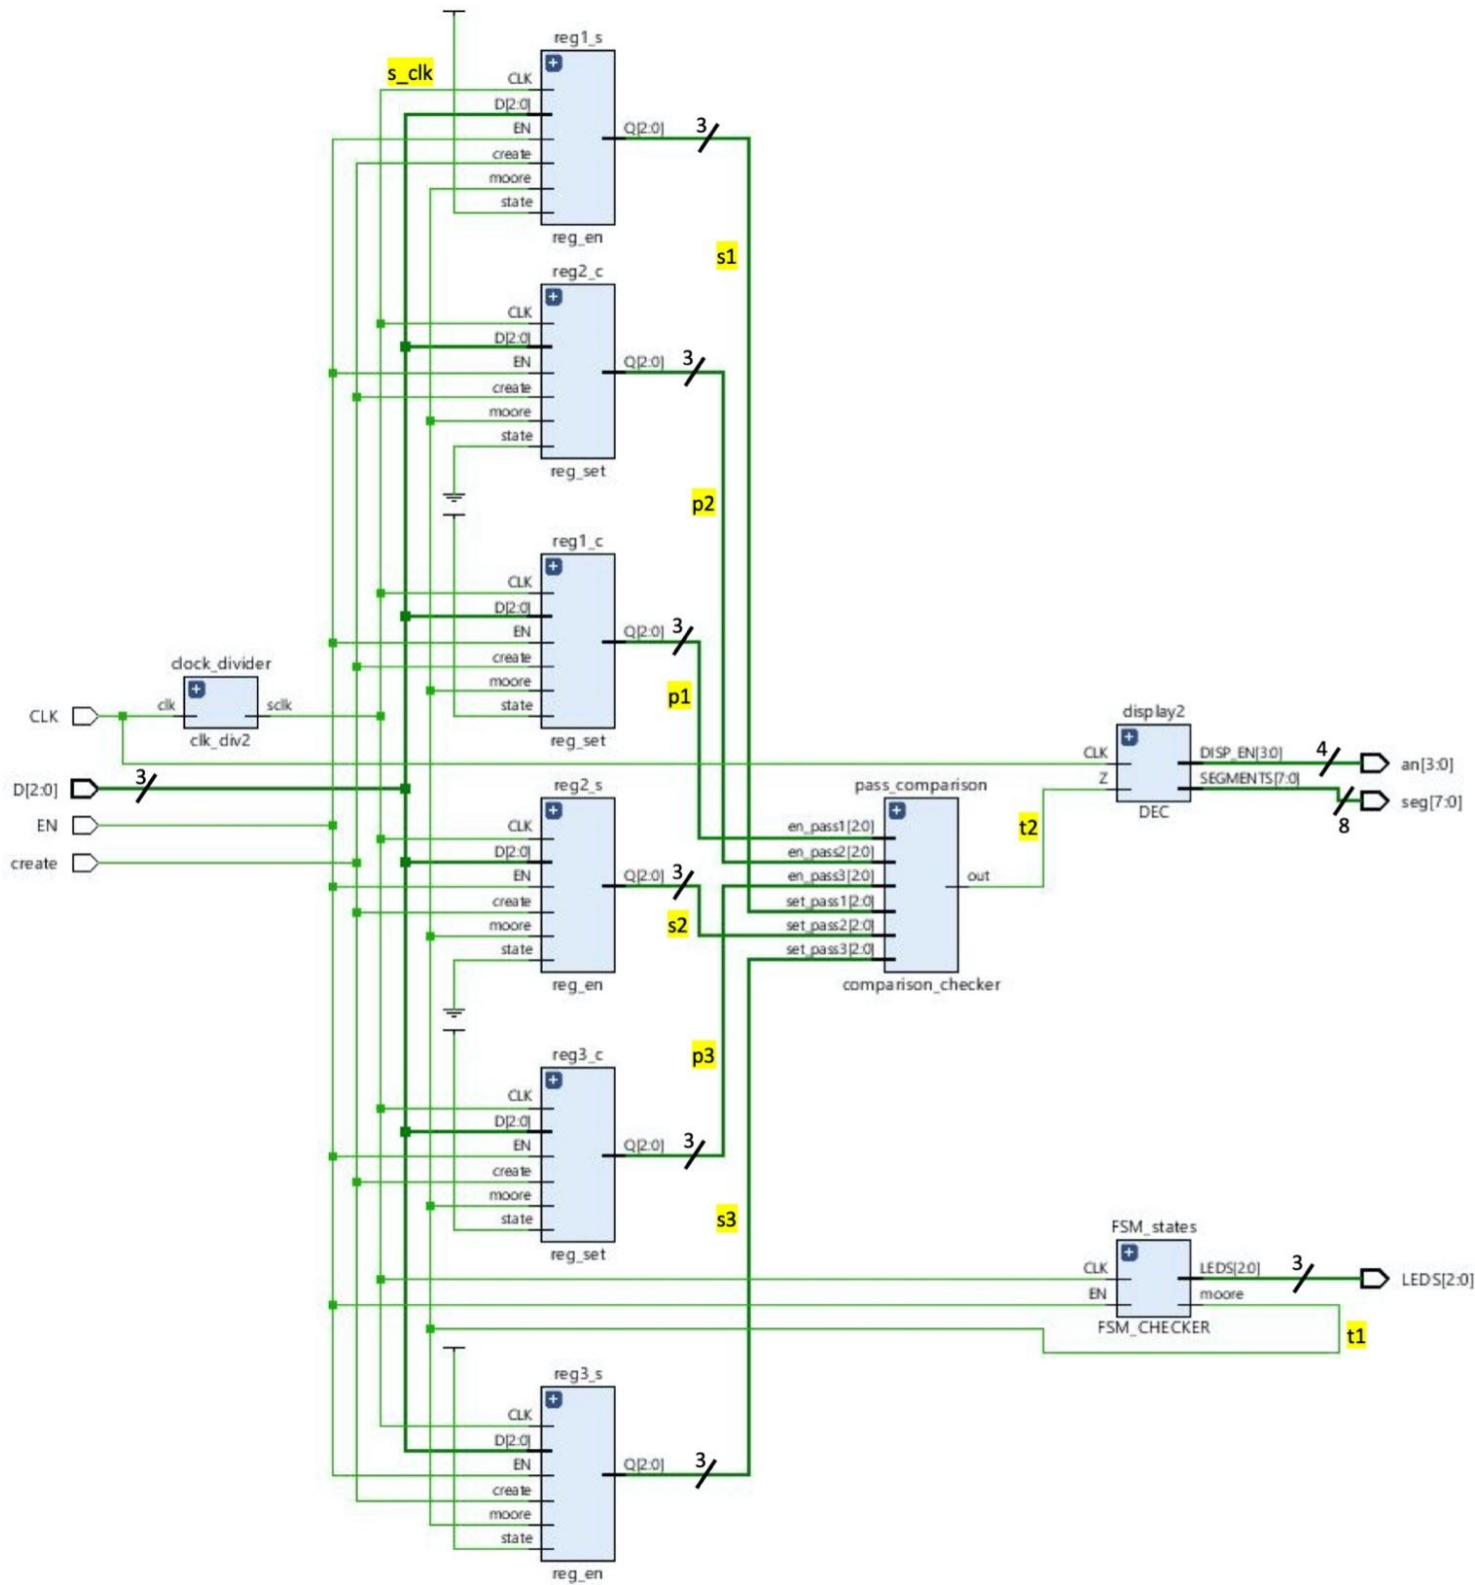 reg1_s
s_clk
CLK
D[2:0]
EN
create
moore
state
Q[2:0]
3
reg_en
s1
reg2_c
CLK
D[2:0]
EN
create
moore
state
Q[2:0]
3
reg_set
p2
reg1_c
CLK
D[2:0]
EN
create
moore
state
Q[2:0]
3
reg_set
p1
clock_divider
CLK
clk
sclk
clk_div2
D[2:0]
3
EN
create
reg2_s
CLK
D[2:0]
EN
create
moore
state
Q[2:0]
3
reg_en
s2
pass_comparison
en_pass1[2:0]
en_pass2[2:0]
en_pass3[2:0]
set_pass1[2:0]
set_pass2[2:0]
set_pass3[2:0]
out
comparison_checker
t2
display2
CLK
Z
DISP_EN[3:0]
SEGMENTS[7:0]
DEC
4
an[3:0]
seg[7:0]
8
p3
reg3_c
CLK
D[2:0]
EN
create
moore
state
Q[2:0]
3
reg_set
s3
FSM_states
CLK
EN
LEDS[2:0]
moore
3
LEDS[2:0]
FSM_CHECKER
t1
reg3_s
CLK
D[2:0]
EN
create
moore
state
Q[2:0]
3
reg_en